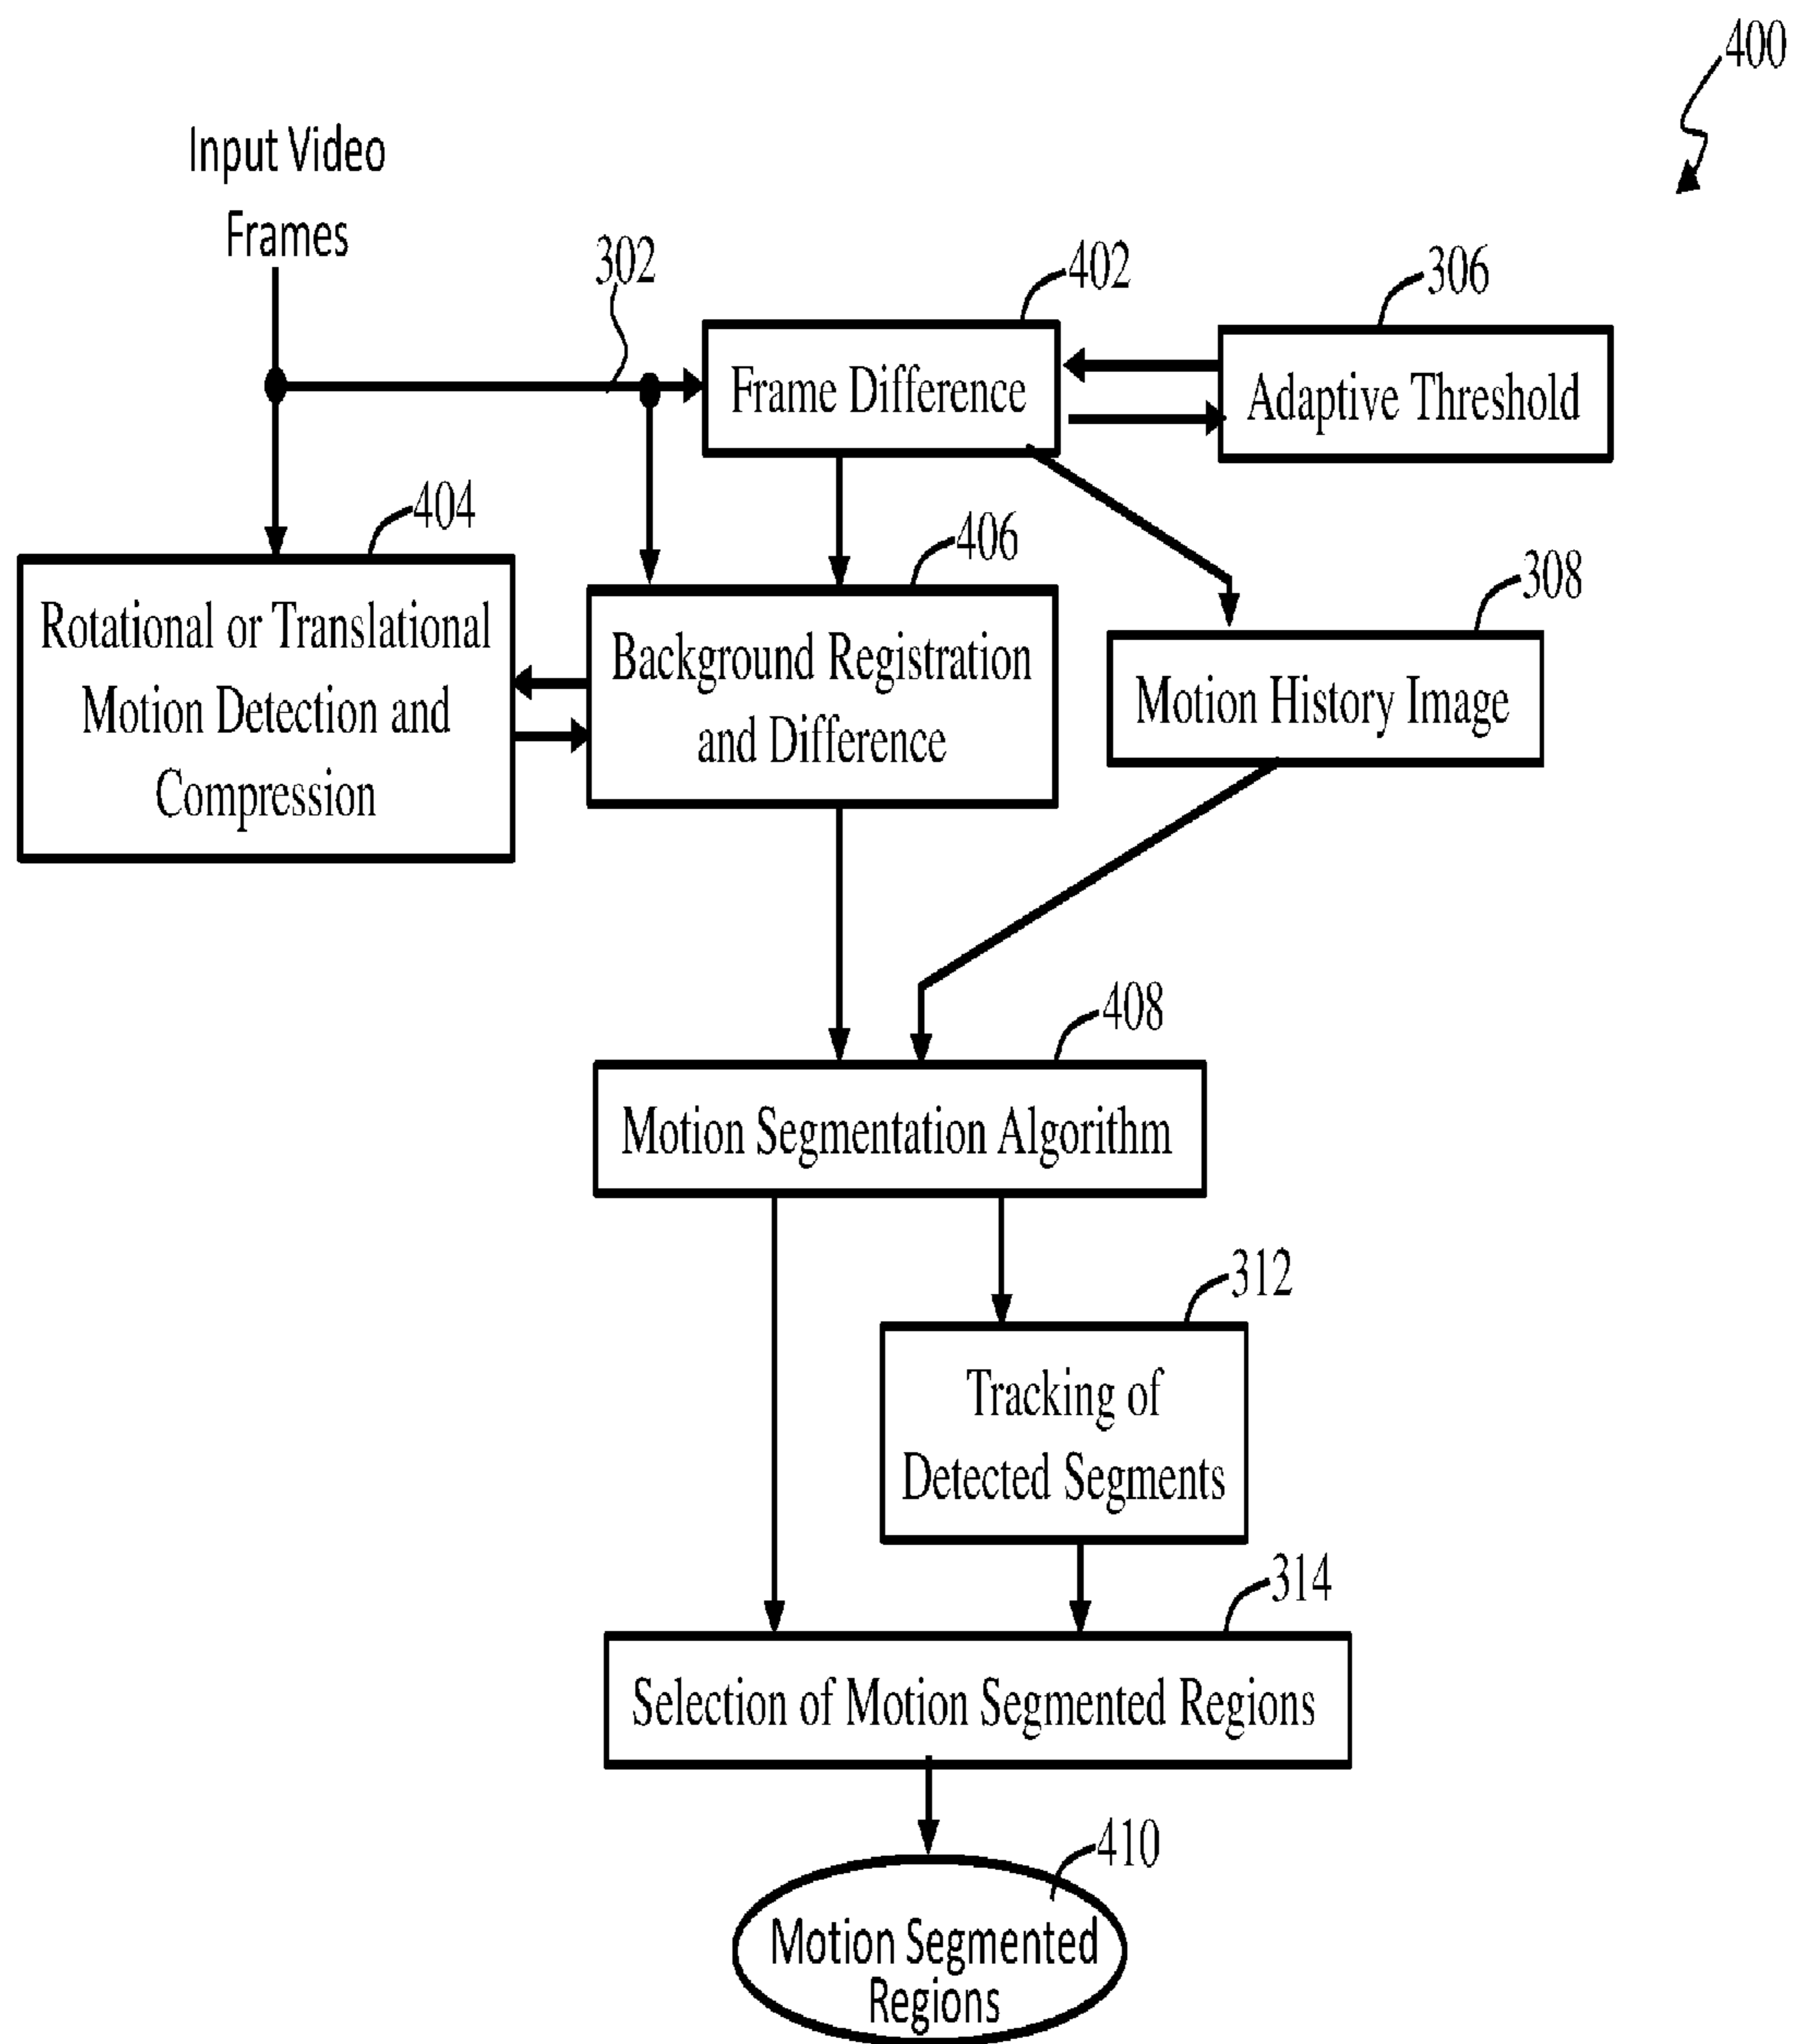 400
Input Video
Frames
302
402
306
Frame Difference
Adaptive Threshold
404
406
308
Rotational or Translational
Motion Detection and
Compression
Background Registration
and Difference
Motion History Image
408
Motion Segmentation Algorithm
312
Tracking of
Detected Segments
314
Selection of Motion Segmented Regions
410
Motion Segmented
Regions